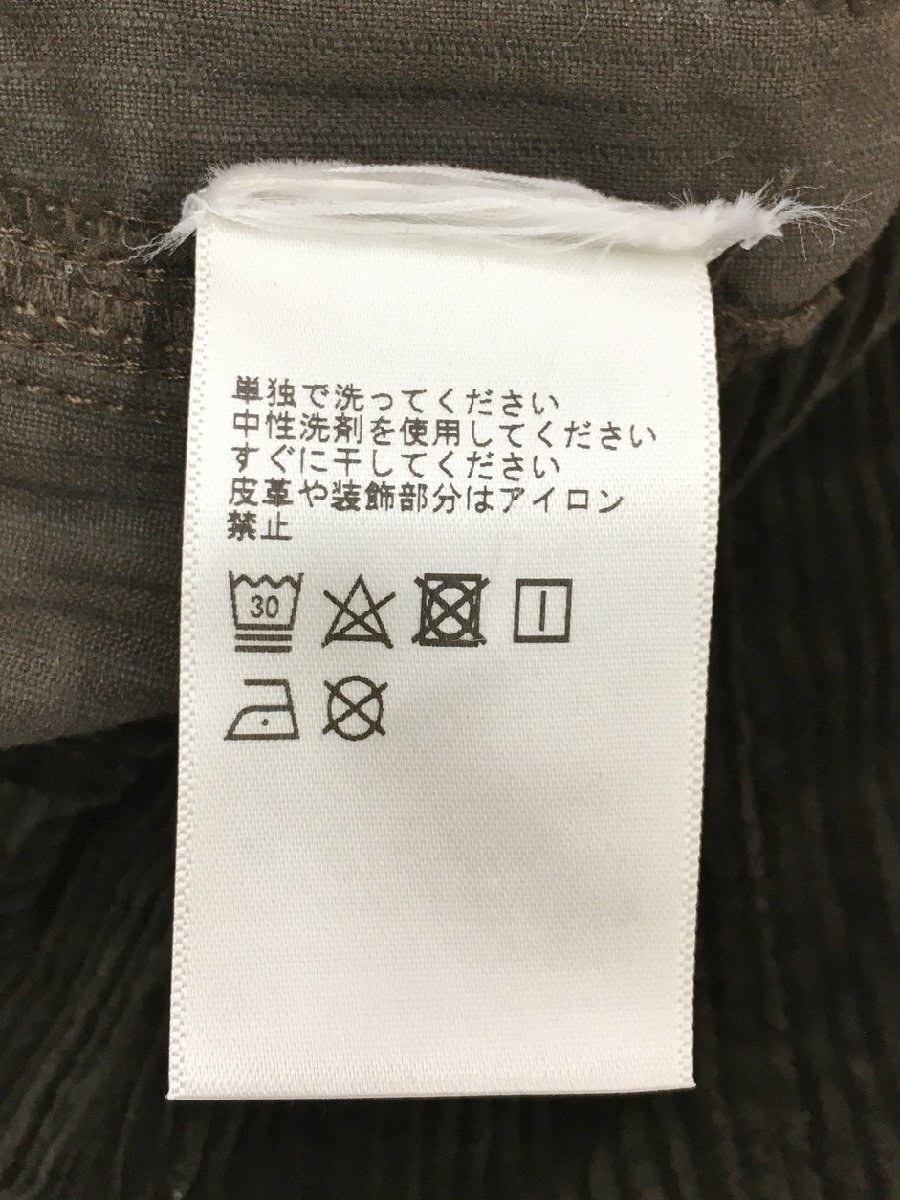 単独で洗ってください
中性洗剤を使用してください
すぐに干してください
皮革や装飾部分はアイロン
禁止
30